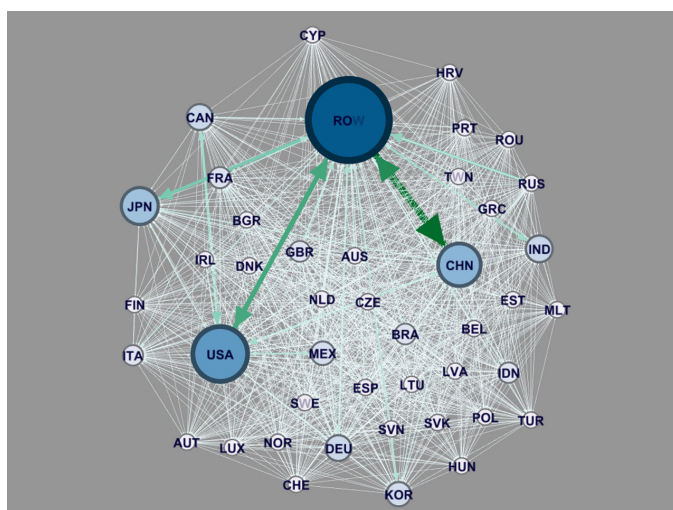 CYP
HRV
CAN
ROW
PRT
ROU
FRA
TWN
RUS
JPN
GRC
BGR
IRL
DNK
GBR
AUS
IND
CHN
FIN
NLD
CZE
EST
MLT
ITA
USA
MEX
BRA
BEL
ESP
LTU
LVA
IDN
SWE
SVN
SVK
POL
TUR
AUT
LUX
NOR
DEU
HUN
CHE
KOR